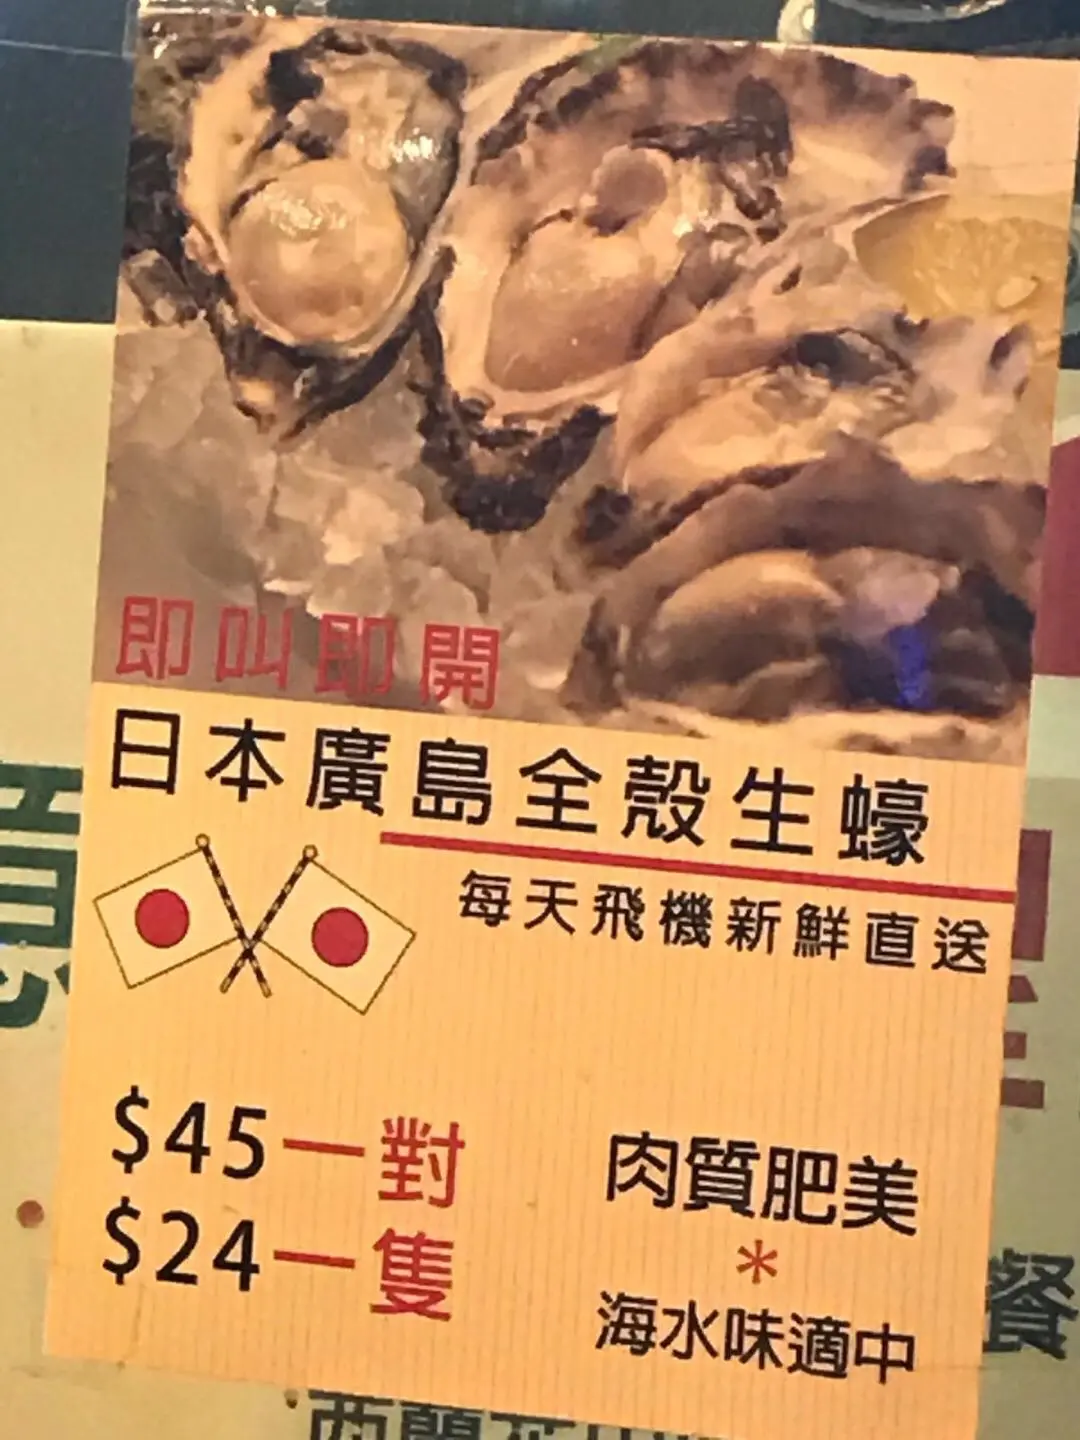 即叫即開
日本廣島全殼生蠔
每天飛機新鮮直送
$45一對
$24一隻
肉質肥美
*
海水味適中
餐